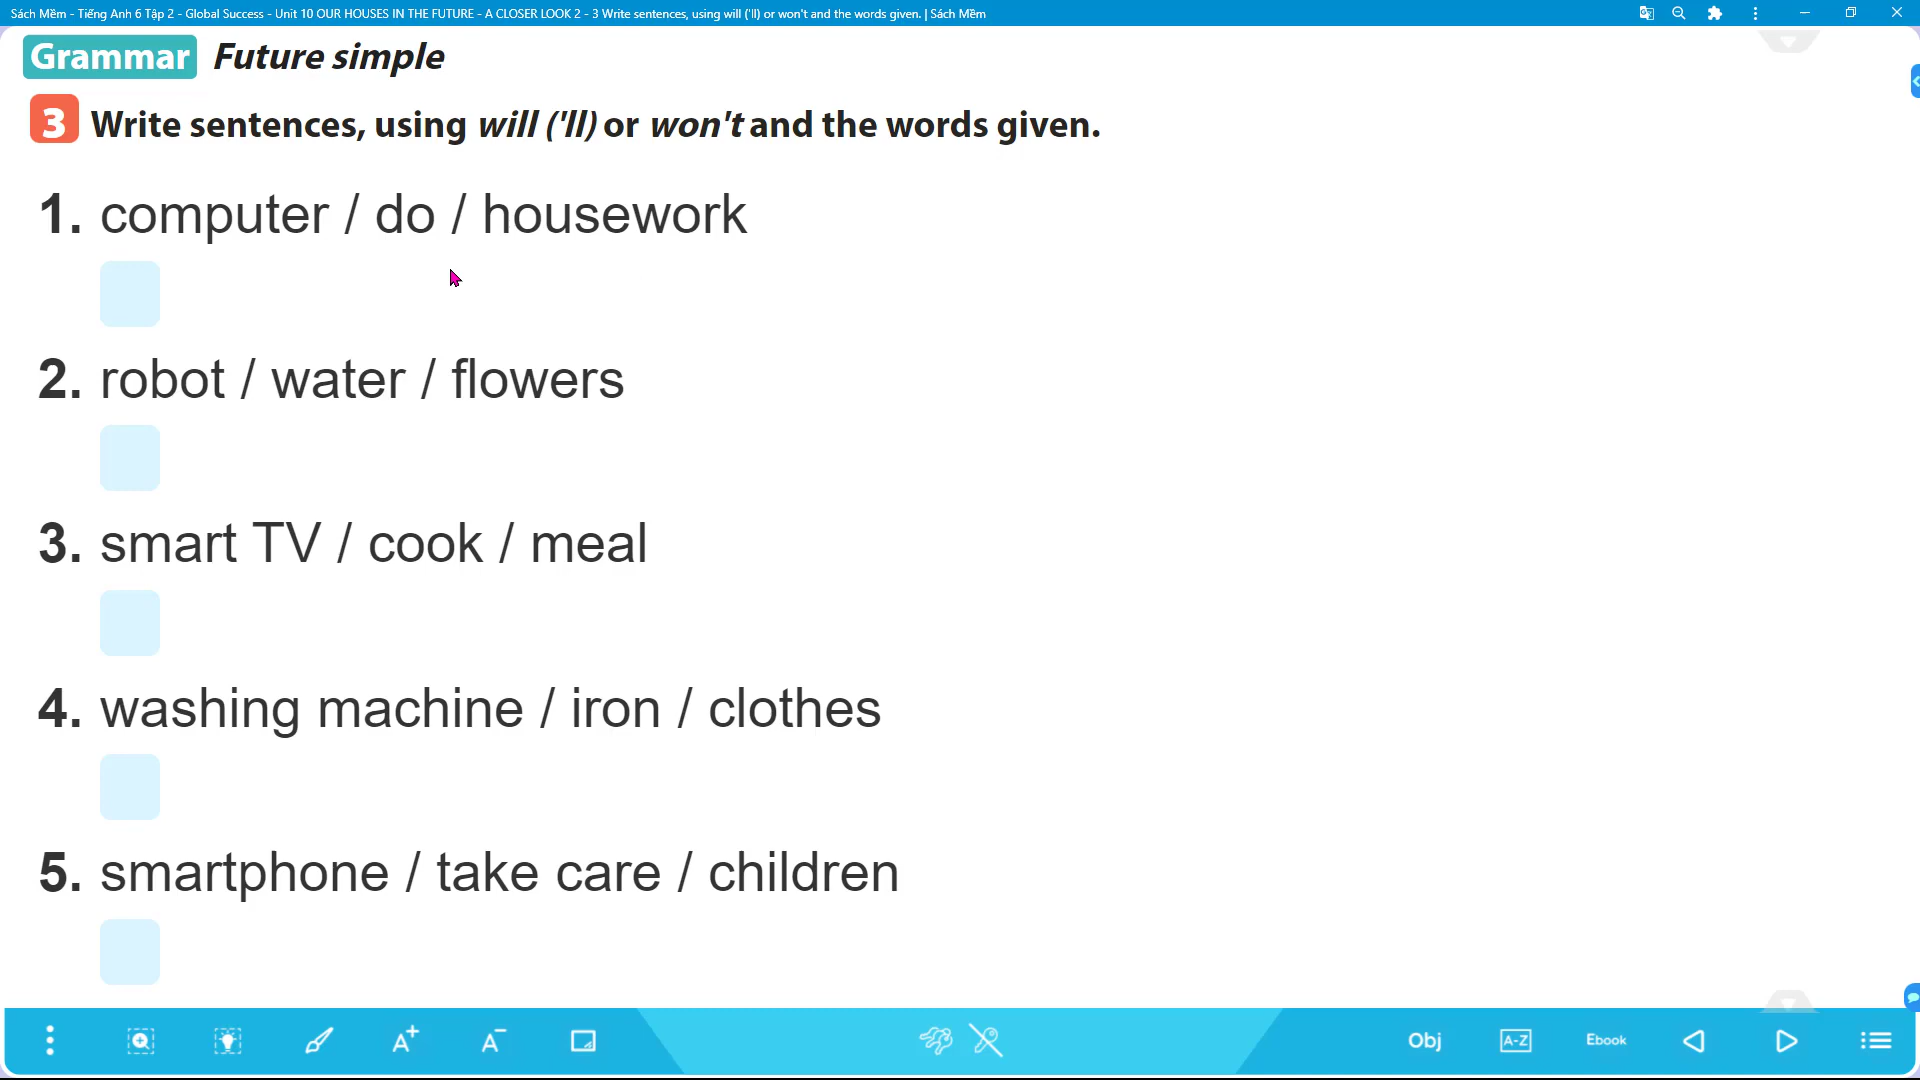 Sách Mềm - Tiếng Anh 6 Tập 2 - Global Success - Unit 10 OUR HOUSES IN THE FUTURE - A CLOSER LOOK 2 - 3 Write sentences, using will ('ll) or won't and the words given. | Sách Mềm
Grammar Future simple
3 Write sentences, using will ('ll) or won't and the words given.
1. computer / do / housework
2. robot / water / flowers
3. smart TV / cook / meal
4. washing machine / iron / clothes
5. smartphone / take care / children
A+ A- Obj A-Z Ebook